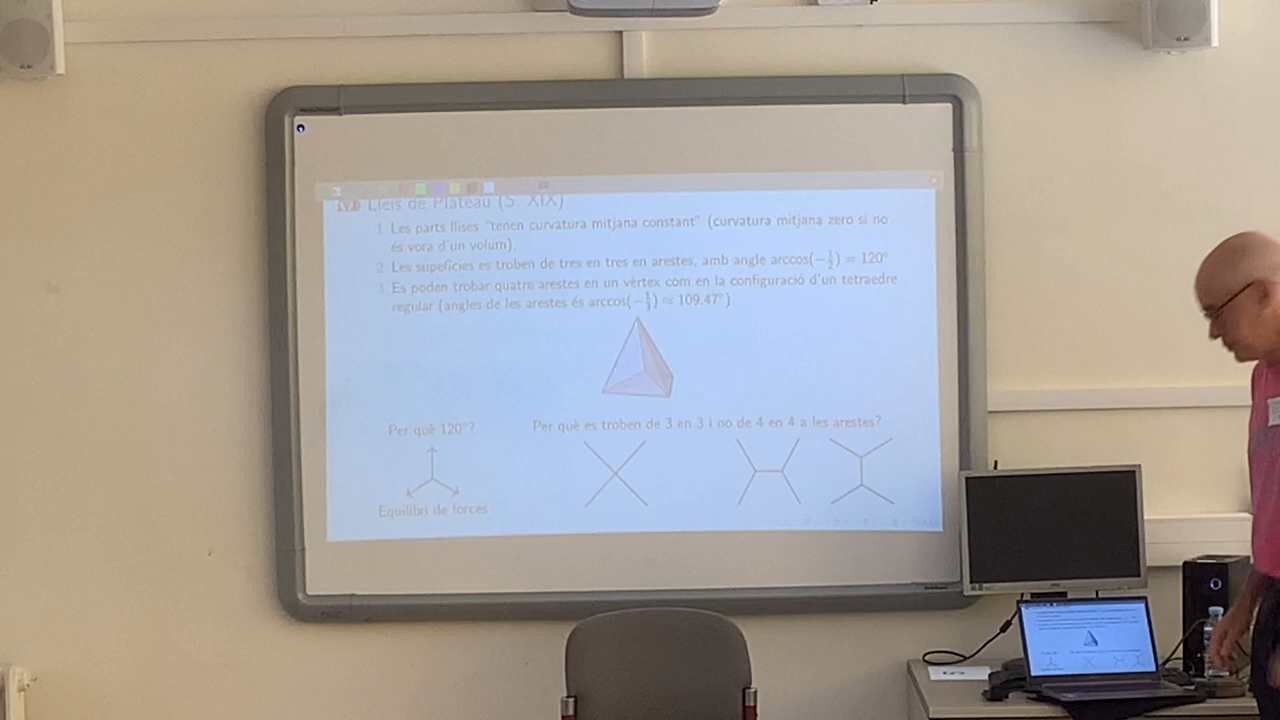 Lleis de Plateau (S. XIX)
1 Les parts llises "tenen curvatura mitjana constant" (curvatura mitjana zero si no
és vora d'un volum).
2 Les supefícies es troben de tres en tres en arestes, amb angle arccos(−1/2) = 120°
3 Es poden trobar quatre arestes en un vèrtex com en la configuració d'un tetraedre
regular (angles de les arestes és arccos(−1/3) ≈ 109,47°)
Per què 120°?
Per què es troben de 3 en 3 i no de 4 en 4 a les arestes?
Equilibri de forces